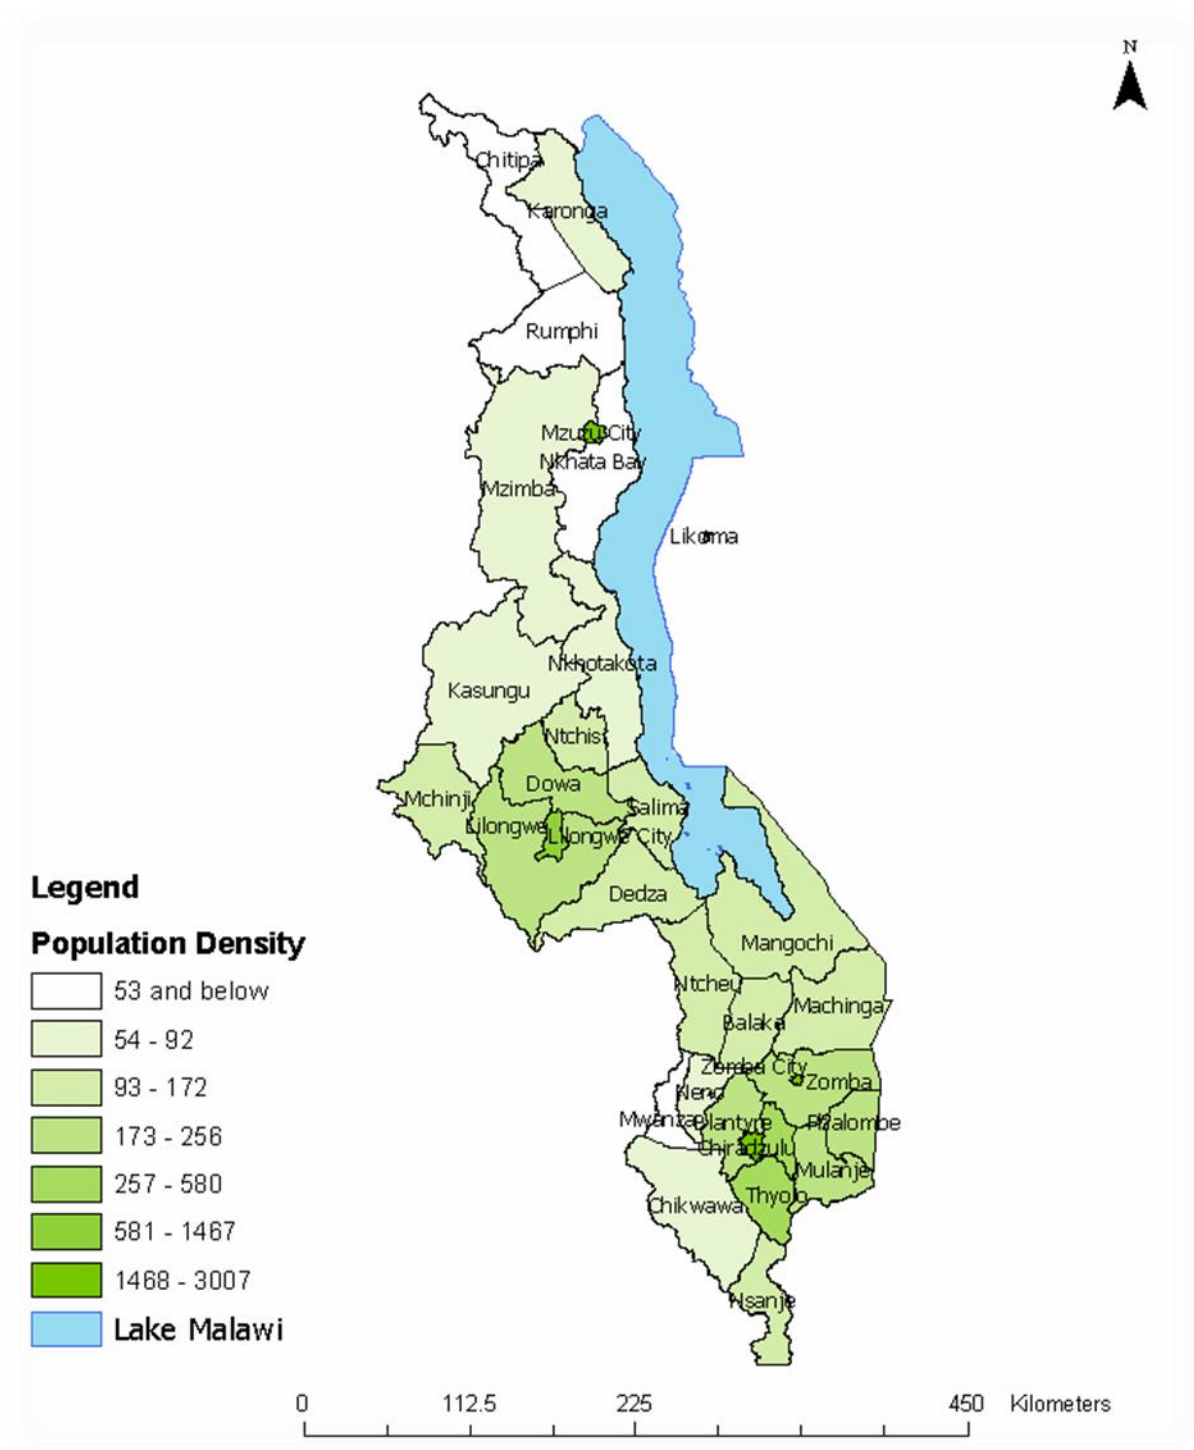 N
Chitipa
Karonga
Rumphi
Mzuzu City
Nkhata Bay
Mzimba
Likoma
Nkhotakota
Kasungu
Ntchisi
Dowa
Mchinji
Salima
Lilongwe
Lilongwe City
Legend
Dedza
Population Density
Mangochi
53 and below
Ntcheu
Machinga
Balaka
54 - 92
Zomba City
Zomba
93 - 172
Neno
Mwanza
Blantyre
Phalombe
173 - 256
Chiradzulu
Mulanje
257 - 580
Thyolo
Chikwawa
581 - 1467
1468 - 3007
Nsanje
Lake Malawi
0 112.5 225 450 Kilometers